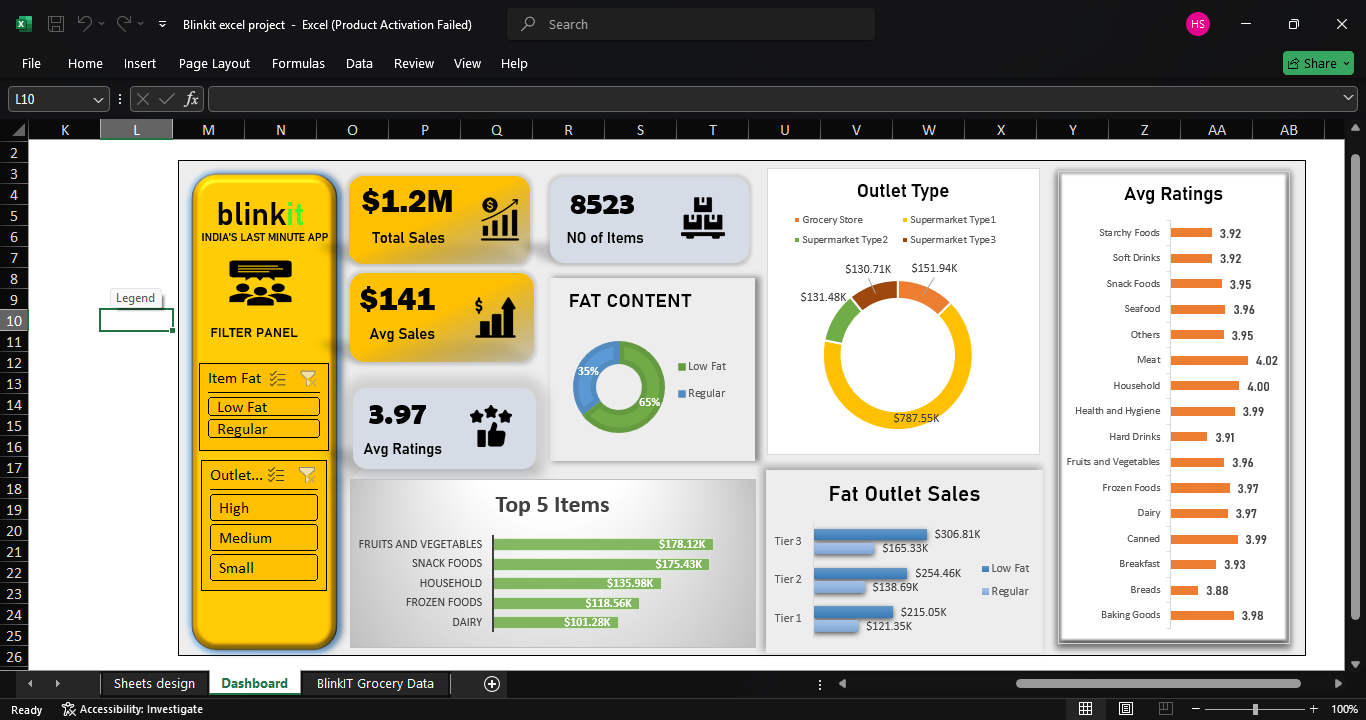 Blinkit excel project - Excel (Product Activation Failed)
Search
HS
File Home Insert Page Layout Formulas Data Review View Help
Share
L10
fx
K L M N O P Q R S T U V W X Y Z AA AB
2
3
4
5
6
7
8
9
10
11
12
13
14
15
16
17
18
19
20
21
22
23
24
25
26
Legend
blinkit
INDIA'S LAST MINUTE APP
FILTER PANEL
Item Fat
Low Fat
Regular
Outlet...
High
Medium
Small
$1.2M
Total Sales
8523
NO of Items
$141
Avg Sales
3.97
Avg Ratings
FAT CONTENT
35%
65%
Low Fat
Regular
Top 5 Items
FRUITS AND VEGETABLES $178.12K
SNACK FOODS $175.43K
HOUSEHOLD $135.98K
FROZEN FOODS $118.56K
DAIRY $101.28K
Outlet Type
Grocery Store Supermarket Type1
Supermarket Type2 Supermarket Type3
$130.71K $151.94K
$131.48K
$787.55K
Fat Outlet Sales
Tier 3 $306.81K
$165.33K
Tier 2 $254.46K
$138.69K
Tier 1 $215.05K
$121.35K
Low Fat
Regular
Avg Ratings
Starchy Foods 3.92
Soft Drinks 3.92
Snack Foods 3.95
Seafood 3.96
Others 3.95
Meat 4.02
Household 4.00
Health and Hygiene 3.99
Hard Drinks 3.91
Fruits and Vegetables 3.96
Frozen Foods 3.97
Dairy 3.97
Canned 3.99
Breakfast 3.93
Breads 3.88
Baking Goods 3.98
Sheets design Dashboard BlinkIT Grocery Data
Ready Accessibility: Investigate 100%